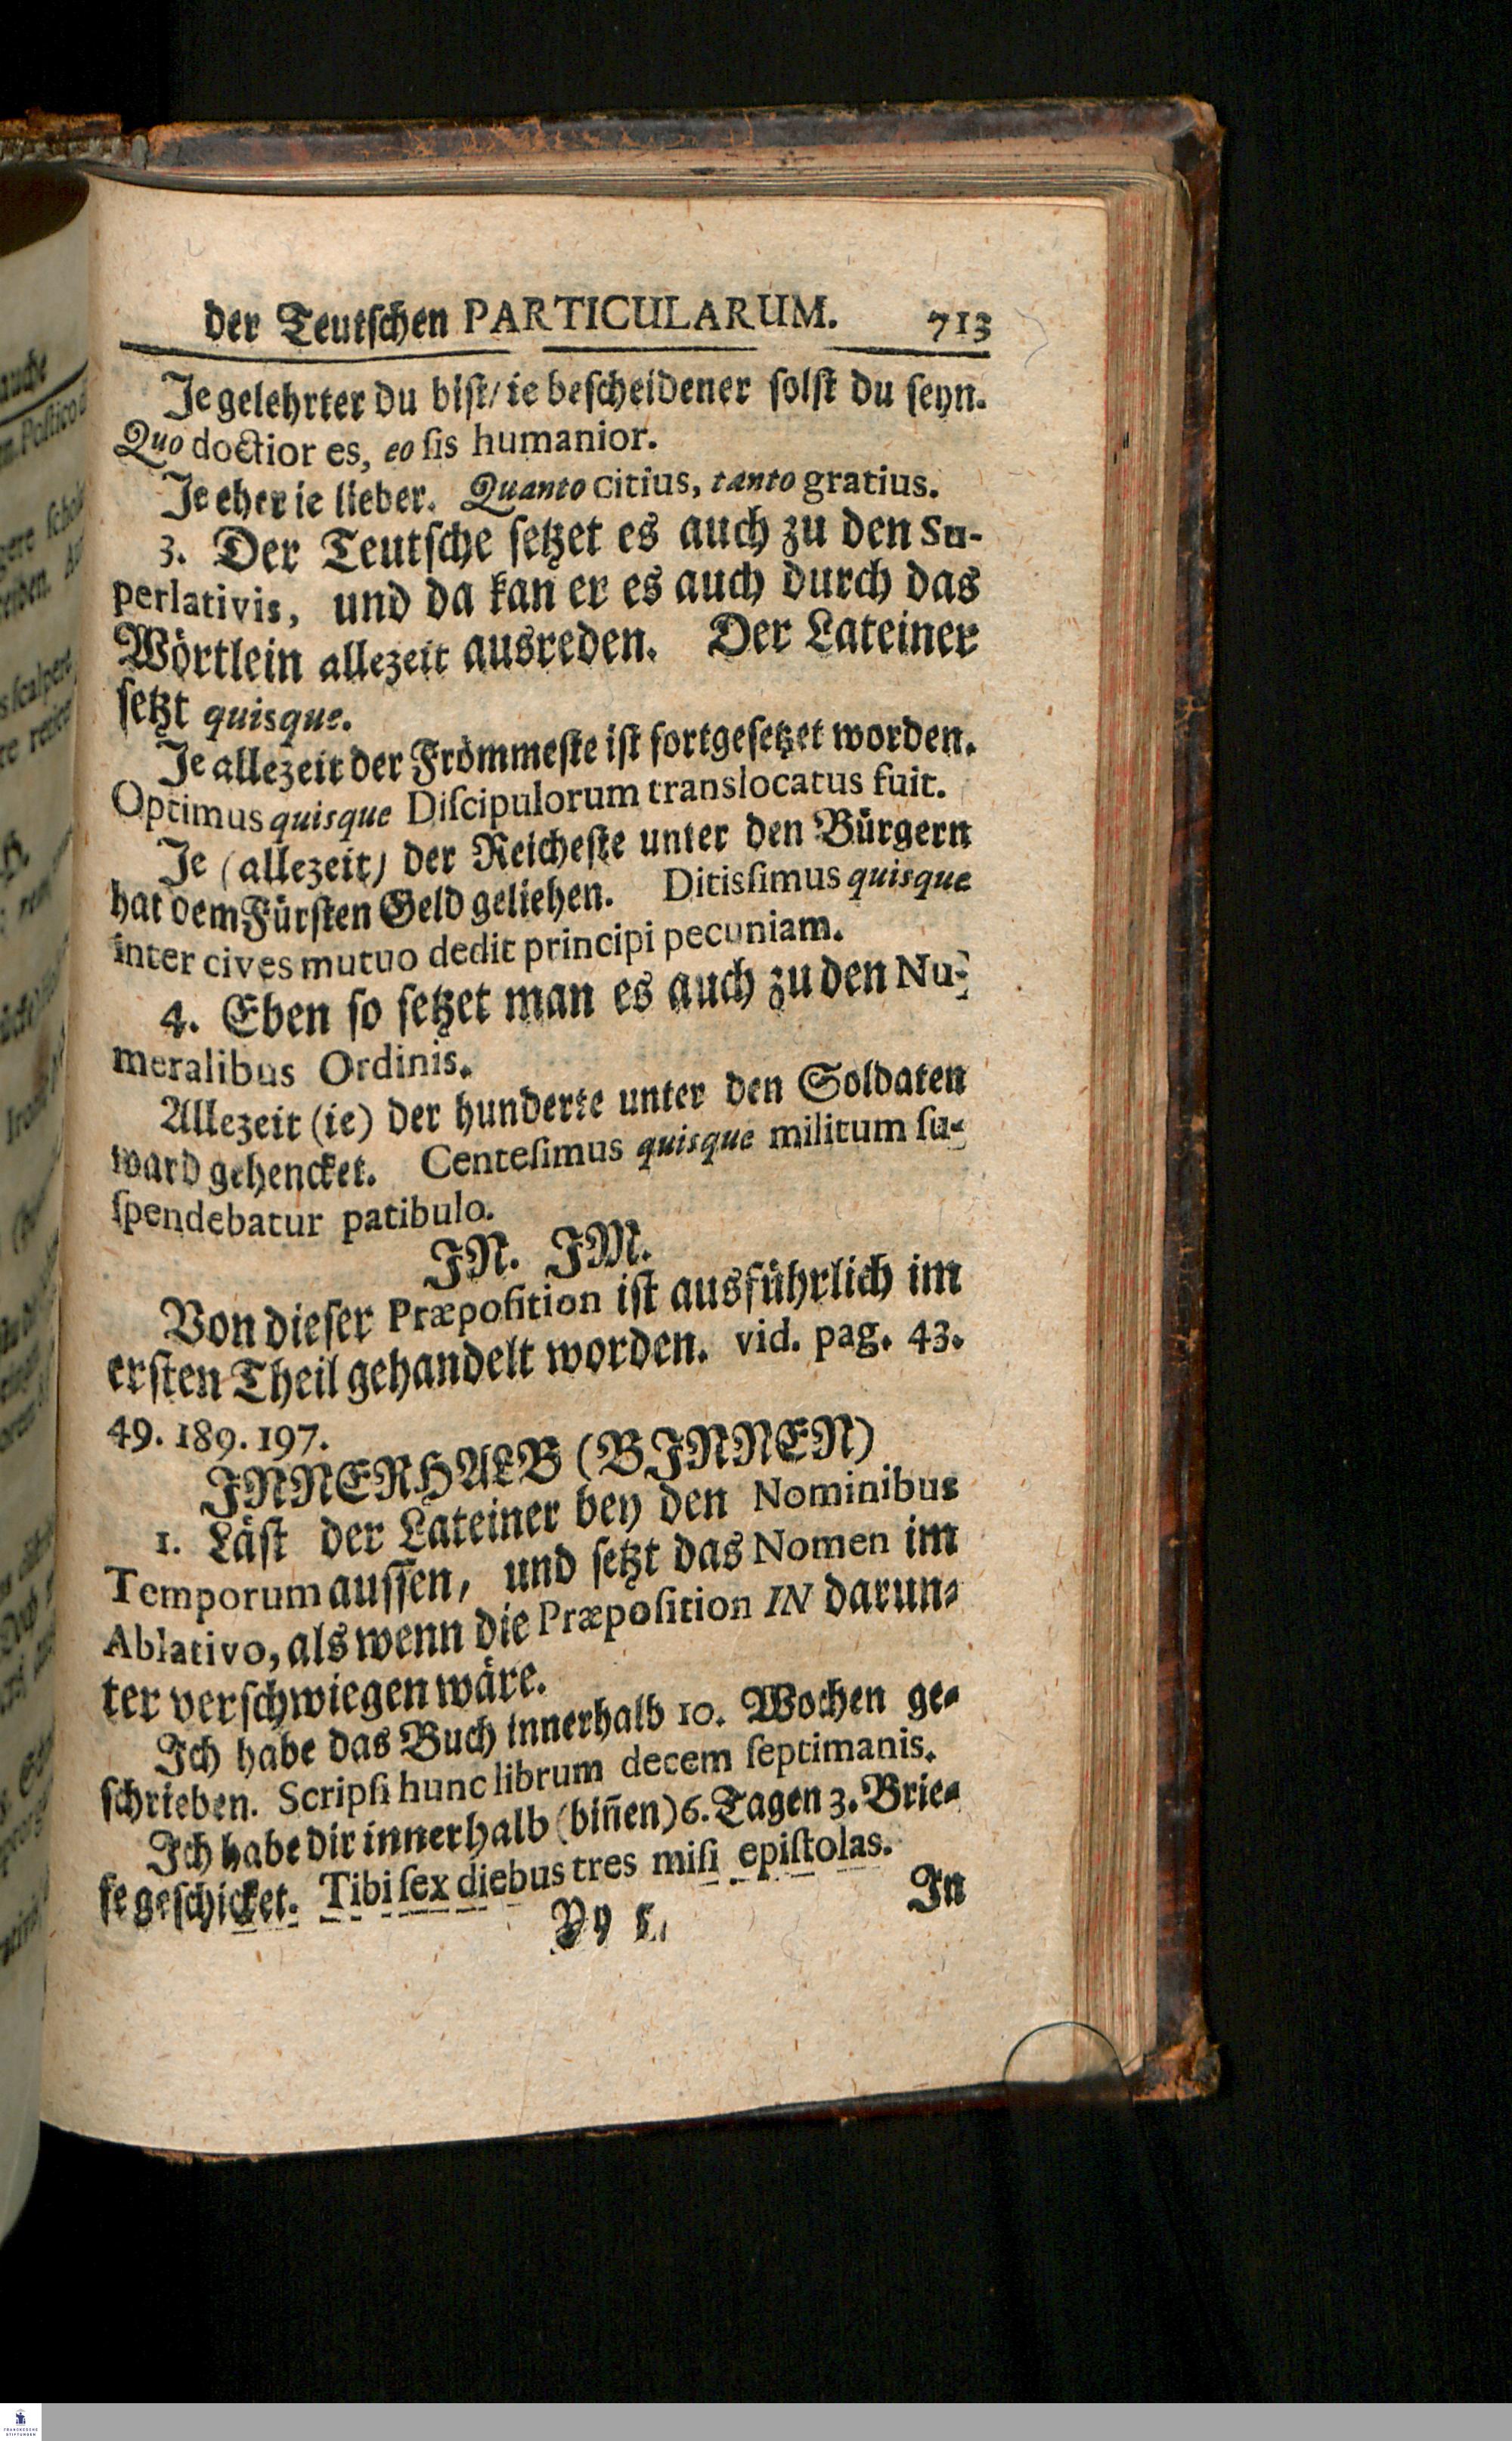 der Teutschen PARTICULARUM. 713
Je gelehrter du bist/ ie bescheidener solst du seyn.
Quo doctior es, eo sis humanior.
Je eher ie lieber. Quanto citius, tanto gratius.
3. Der Teutsche setzet es auch zu den Su-
perlativis, und da kan er es auch durch das
Wörtlein allezeit ausreden. Der Lateiner
setzt quisque.
Je allezeit der Frömmeste ist fortgesetzet worden.
Optimus quisque Discipulorum translocatus fuit.
Je (allezeit) der Reicheste unter den Bürgern
hat dem Fürsten Geld geliehen. Ditissimus quisque
inter cives mutuo dedit principi pecuniam.
4. Eben so setzet man es auch zu den Nu-
meralibus Ordinis.
Allezeit (ie) der hunderte unter den Soldaten
ward gehencket. Centesimus quisque militum su-
spendebatur patibulo.
JN. JM.
Von dieser Præposition ist ausführlich im
ersten Theil gehandelt worden. vid. pag. 43.
49. 189. 197.
JNNERHALB (BJNNEN)
1. Läst der Lateiner bey den Nominibus
Temporum aussen, und setzt das Nomen im
Ablativo, als wenn die Præposition IN darun-
ter verschwiegen wäre.
Ich habe das Buch innerhalb 10. Wochen ge-
schrieben. Scripsi hunc librum decem septimanis.
Ich habe dir innerhalb (biñen) 6. Tagen 3. Brie-
fe geschicket. Tibi sex diebus tres misi epistolas.
Yy 5 In
FRANCKESCHE
STIFTUNGEN